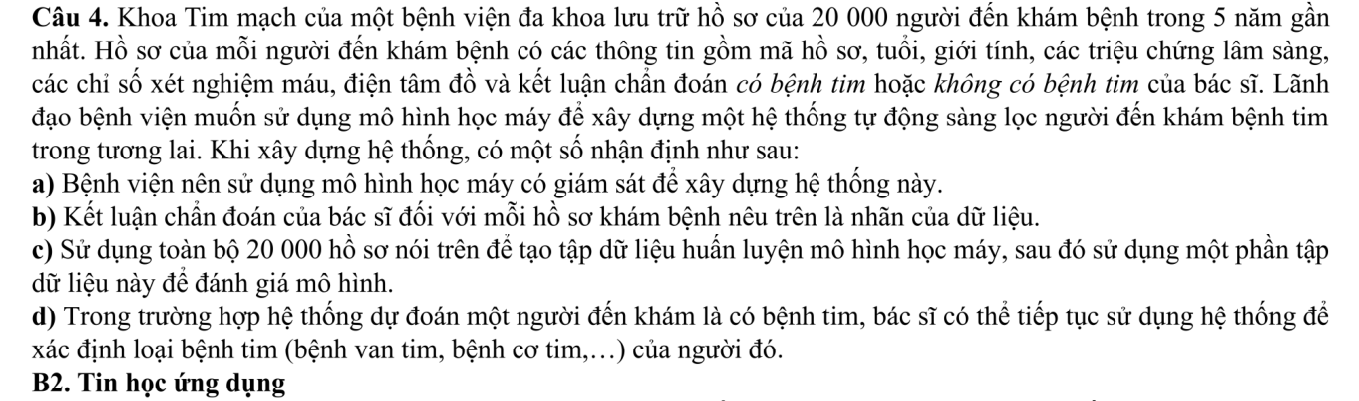 Câu 4. Khoa Tim mạch của một bệnh viện đa khoa lưu trữ hồ sơ của 20 000 người đến khám bệnh trong 5 năm gần
nhất. Hồ sơ của mỗi người đến khám bệnh có các thông tin gồm mã hồ sơ, tuổi, giới tính, các triệu chứng lâm sàng,
các chỉ số xét nghiệm máu, điện tâm đồ và kết luận chẩn đoán có bệnh tim hoặc không có bệnh tim của bác sĩ. Lãnh
đạo bệnh viện muốn sử dụng mô hình học máy để xây dựng một hệ thống tự động sàng lọc người đến khám bệnh tim
trong tương lai. Khi xây dựng hệ thống, có một số nhận định như sau:
a) Bệnh viện nên sử dụng mô hình học máy có giám sát để xây dựng hệ thống này.
b) Kết luận chẩn đoán của bác sĩ đối với mỗi hồ sơ khám bệnh nêu trên là nhãn của dữ liệu.
c) Sử dụng toàn bộ 20 000 hồ sơ nói trên để tạo tập dữ liệu huấn luyện mô hình học máy, sau đó sử dụng một phần tập
dữ liệu này để đánh giá mô hình.
d) Trong trường hợp hệ thống dự đoán một người đến khám là có bệnh tim, bác sĩ có thể tiếp tục sử dụng hệ thống để
xác định loại bệnh tim (bệnh van tim, bệnh cơ tim,…) của người đó.
B2. Tin học ứng dụng